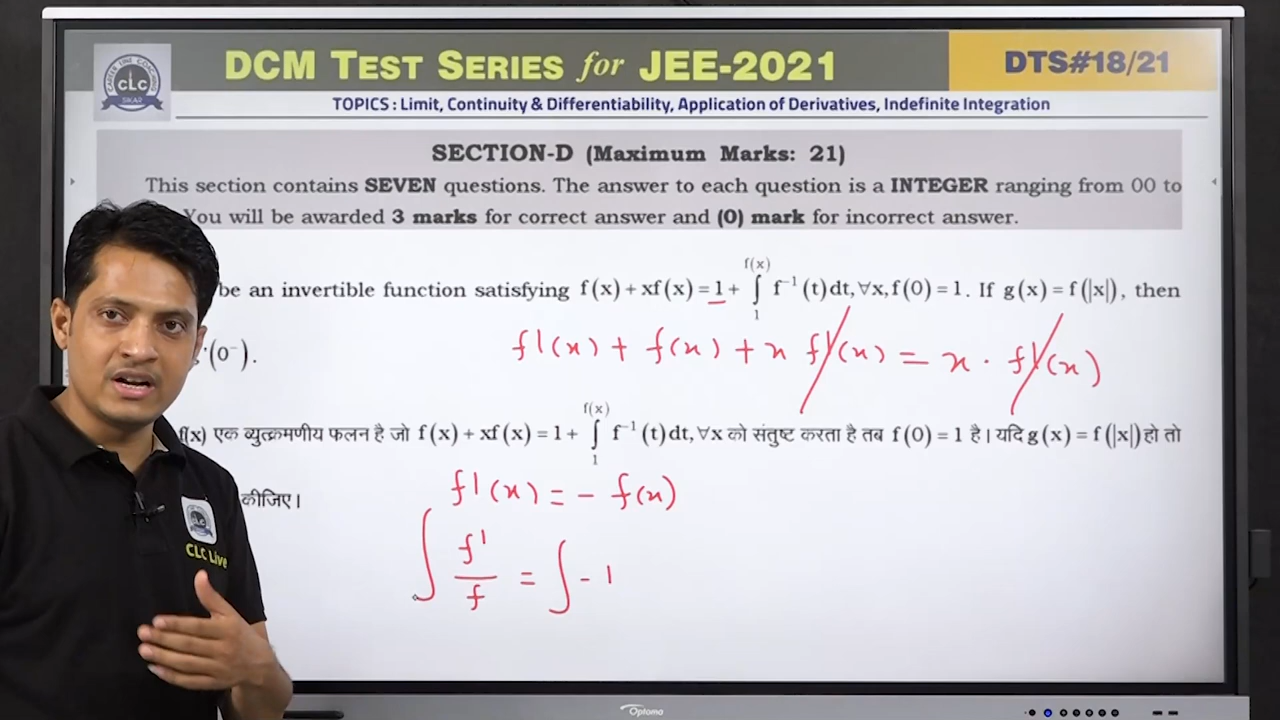 DCM TEST SERIES for JEE-2021
DTS#18/21
CLC
SIKAR
TOPICS : Limit, Continuity & Differentiability, Application of Derivatives, Indefinite Integration
SECTION-D (Maximum Marks: 21)
This section contains SEVEN questions. The answer to each question is a INTEGER ranging from 00 to
You will be awarded 3 marks for correct answer and (0) mark for incorrect answer.
be an invertible function satisfying f(x) + xf(x) = 1 + ∫₁^{f(x)} f⁻¹(t)dt, ∀x, f(0) = 1. If g(x) = f(|x|), then
'(0⁻).
f'(x) + f(x) + x f'(x) = x · f'(x)
f(x) एक व्युत्क्रमणीय फलन है जो f(x) + xf(x) = 1 + ∫₁^{f(x)} f⁻¹(t)dt, ∀x को संतुष्ट करता है तब f(0) = 1 है। यदि g(x) = f(|x|) हो तो
कीजिए।
f'(x) = - f(x)
∫ f'/f = ∫ -1
CLC Live
Optoma